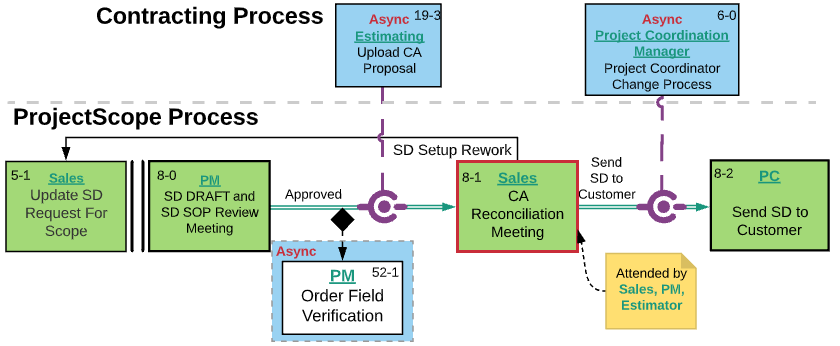 Contracting Process
Async 19-3
Estimating
Upload CA
Proposal
Async 6-0
Project Coordination
Manager
Project Coordinator
Change Process
ProjectScope Process
SD Setup Rework
5-1 Sales
Update SD
Request For
Scope
8-0 PM
SD DRAFT and
SD SOP Review
Meeting
Approved
8-1 Sales
CA
Reconciliation
Meeting
Send
SD to
Customer
8-2 PC
Send SD to
Customer
Async
PM 52-1
Order Field
Verification
Attended by
Sales, PM,
Estimator